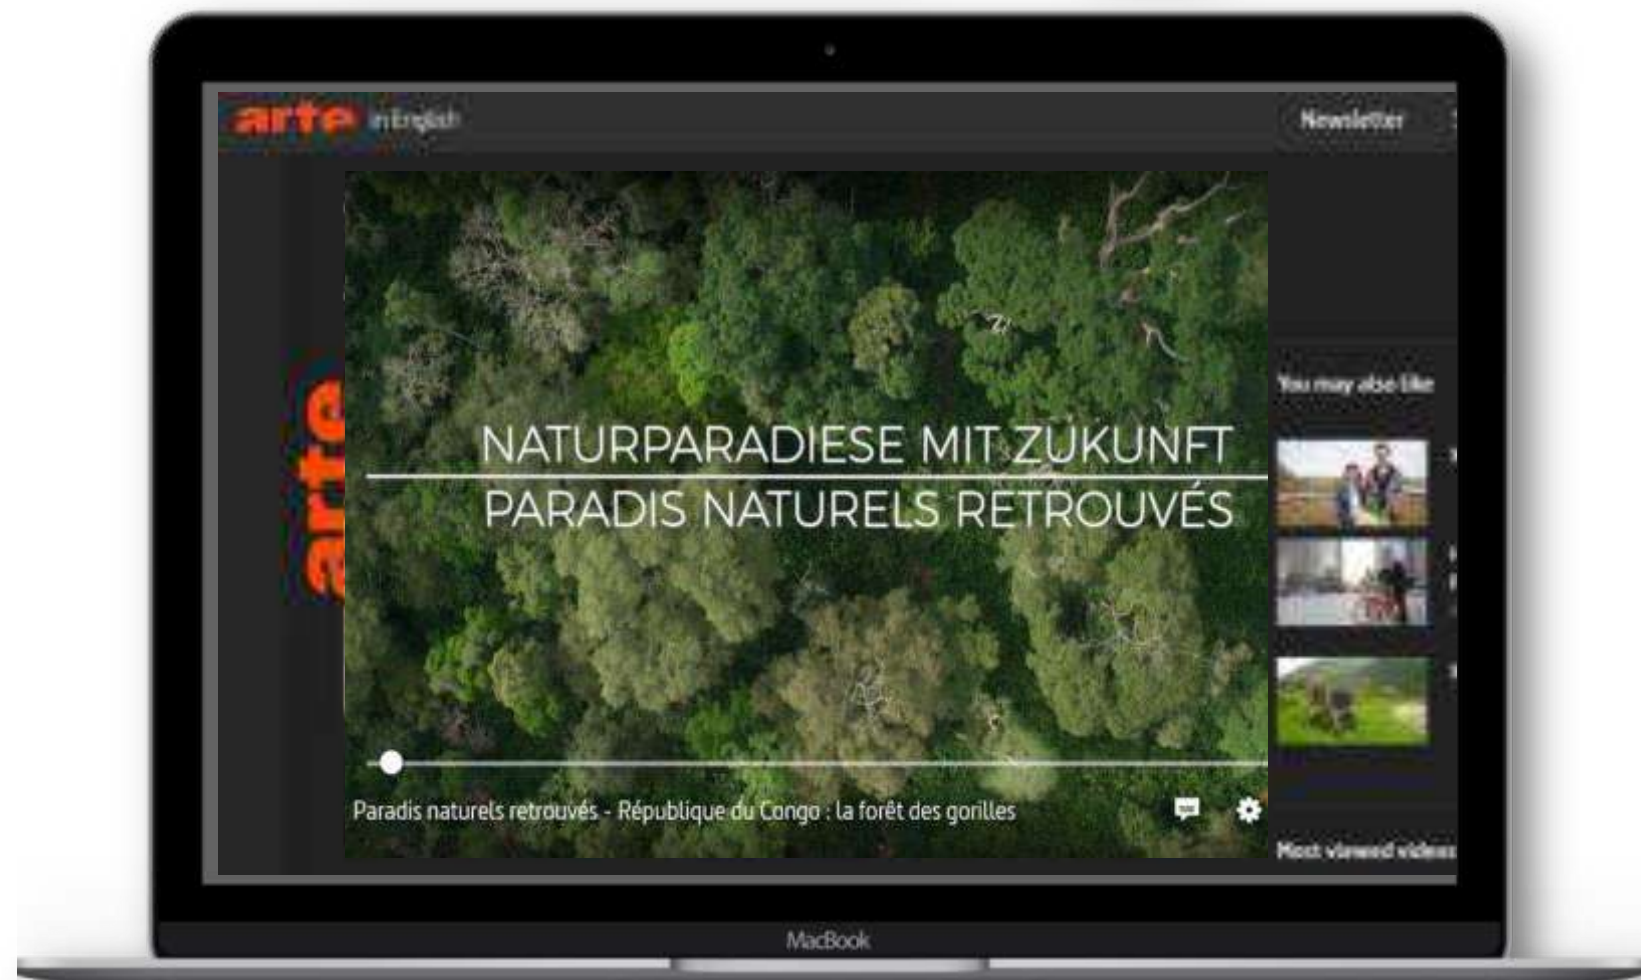 arte in English
Newsletter
arte
You may also like
NATURPARADIESE MIT ZUKUNFT
PARADIS NATURELS RETROUVÉS
Paradis naturels retrouvés - République du Congo : la forêt des gorilles
Most viewed videos
MacBook